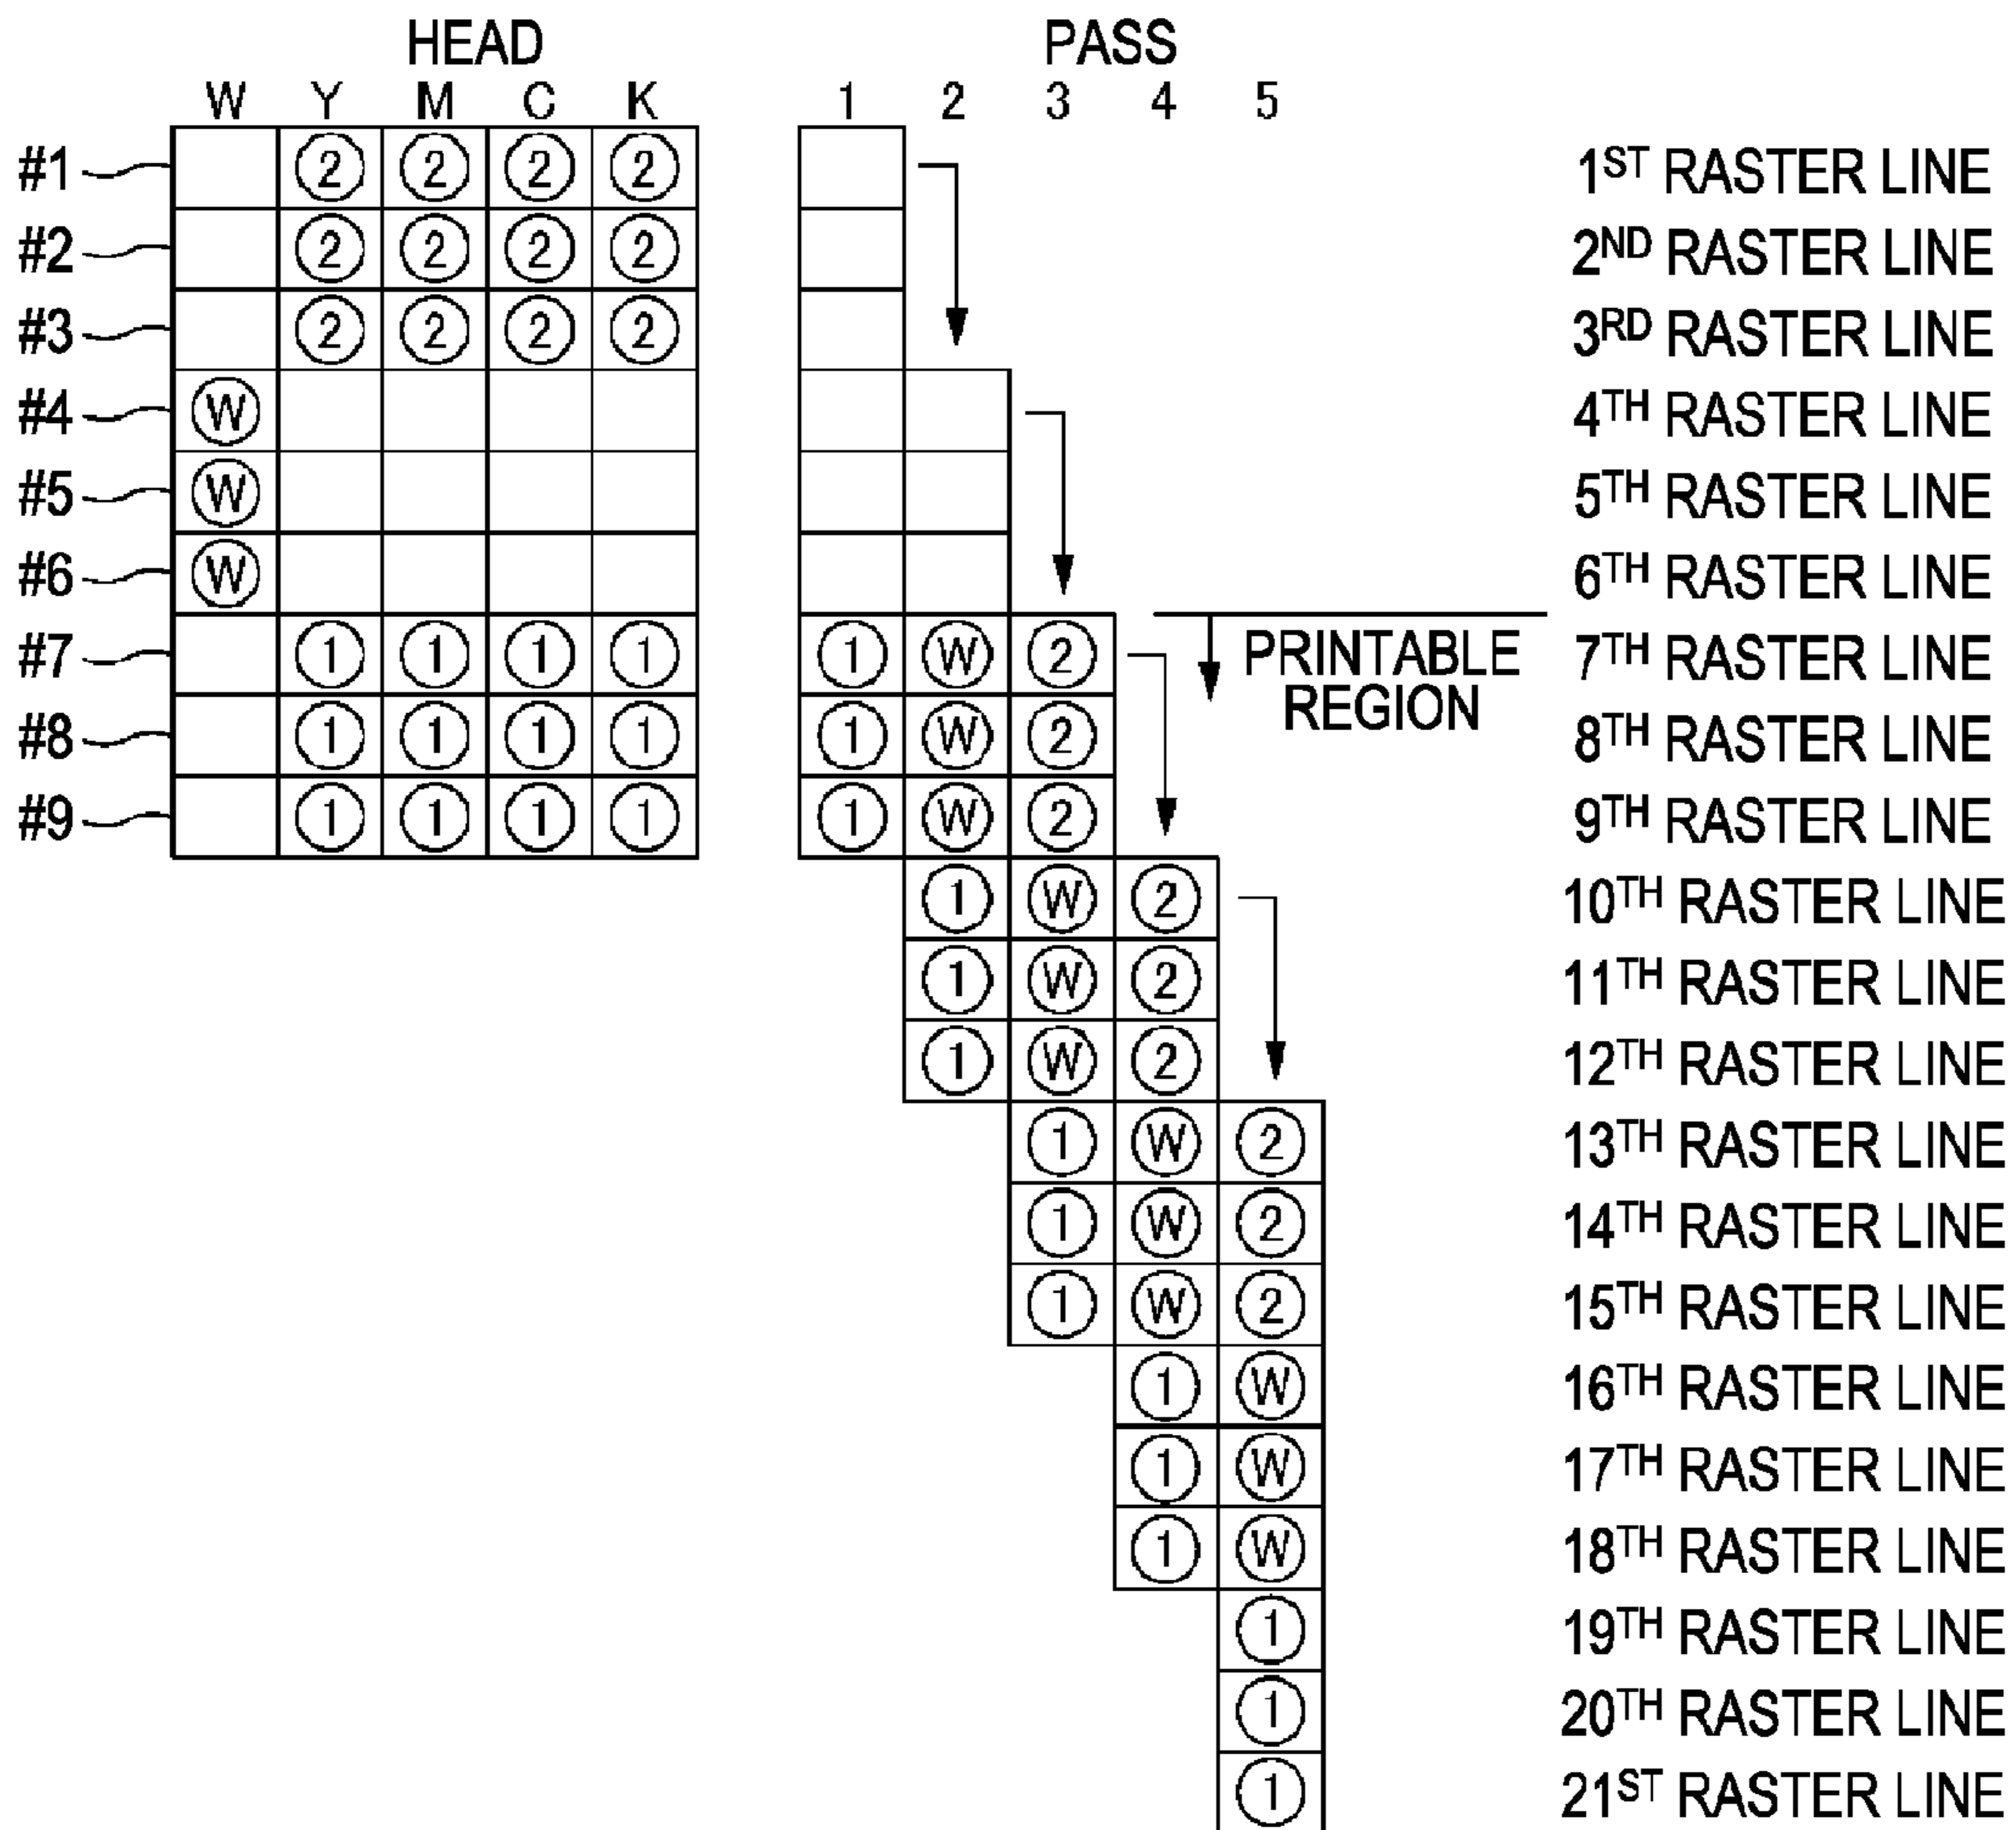 HEAD PASS
W Y M C K 1 2 3 4 5
#1 2 2 2 2 1ST RASTER LINE
#2 2 2 2 2 2ND RASTER LINE
#3 2 2 2 2 3RD RASTER LINE
#4 W 4TH RASTER LINE
#5 W 5TH RASTER LINE
#6 W 6TH RASTER LINE
#7 1 1 1 1 1 W 2 PRINTABLE 7TH RASTER LINE
REGION
#8 1 1 1 1 1 W 2 8TH RASTER LINE
#9 1 1 1 1 1 W 2 9TH RASTER LINE
1 W 2 10TH RASTER LINE
1 W 2 11TH RASTER LINE
1 W 2 12TH RASTER LINE
1 W 2 13TH RASTER LINE
1 W 2 14TH RASTER LINE
1 W 2 15TH RASTER LINE
1 W 16TH RASTER LINE
1 W 17TH RASTER LINE
1 W 18TH RASTER LINE
1 19TH RASTER LINE
1 20TH RASTER LINE
1 21ST RASTER LINE